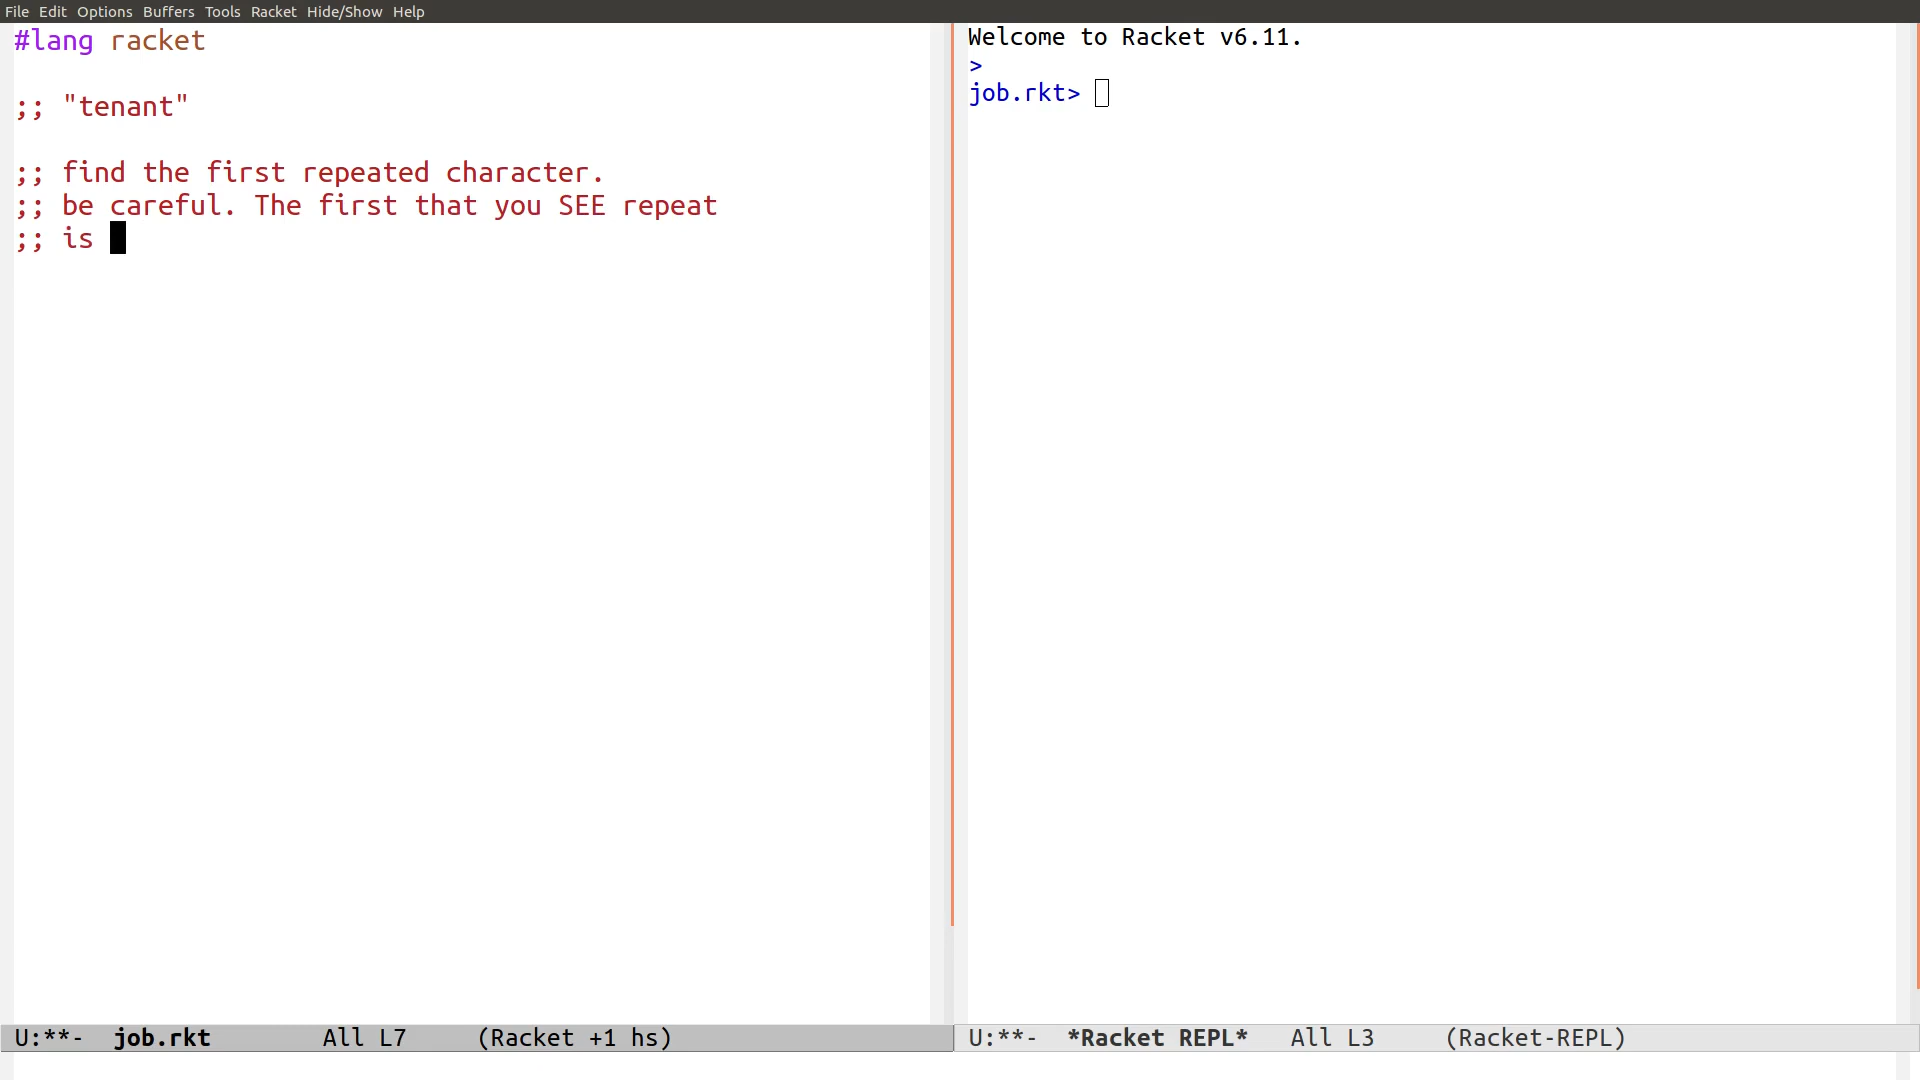 File Edit Options Buffers Tools Racket Hide/Show Help
#lang racket
;; "tenant"
;; find the first repeated character.
;; be careful. The first that you SEE repeat
;; is
Welcome to Racket v6.11.
>
job.rkt>
U:**- job.rkt All L7 (Racket +1 hs)
U:**- *Racket REPL* All L3 (Racket-REPL)